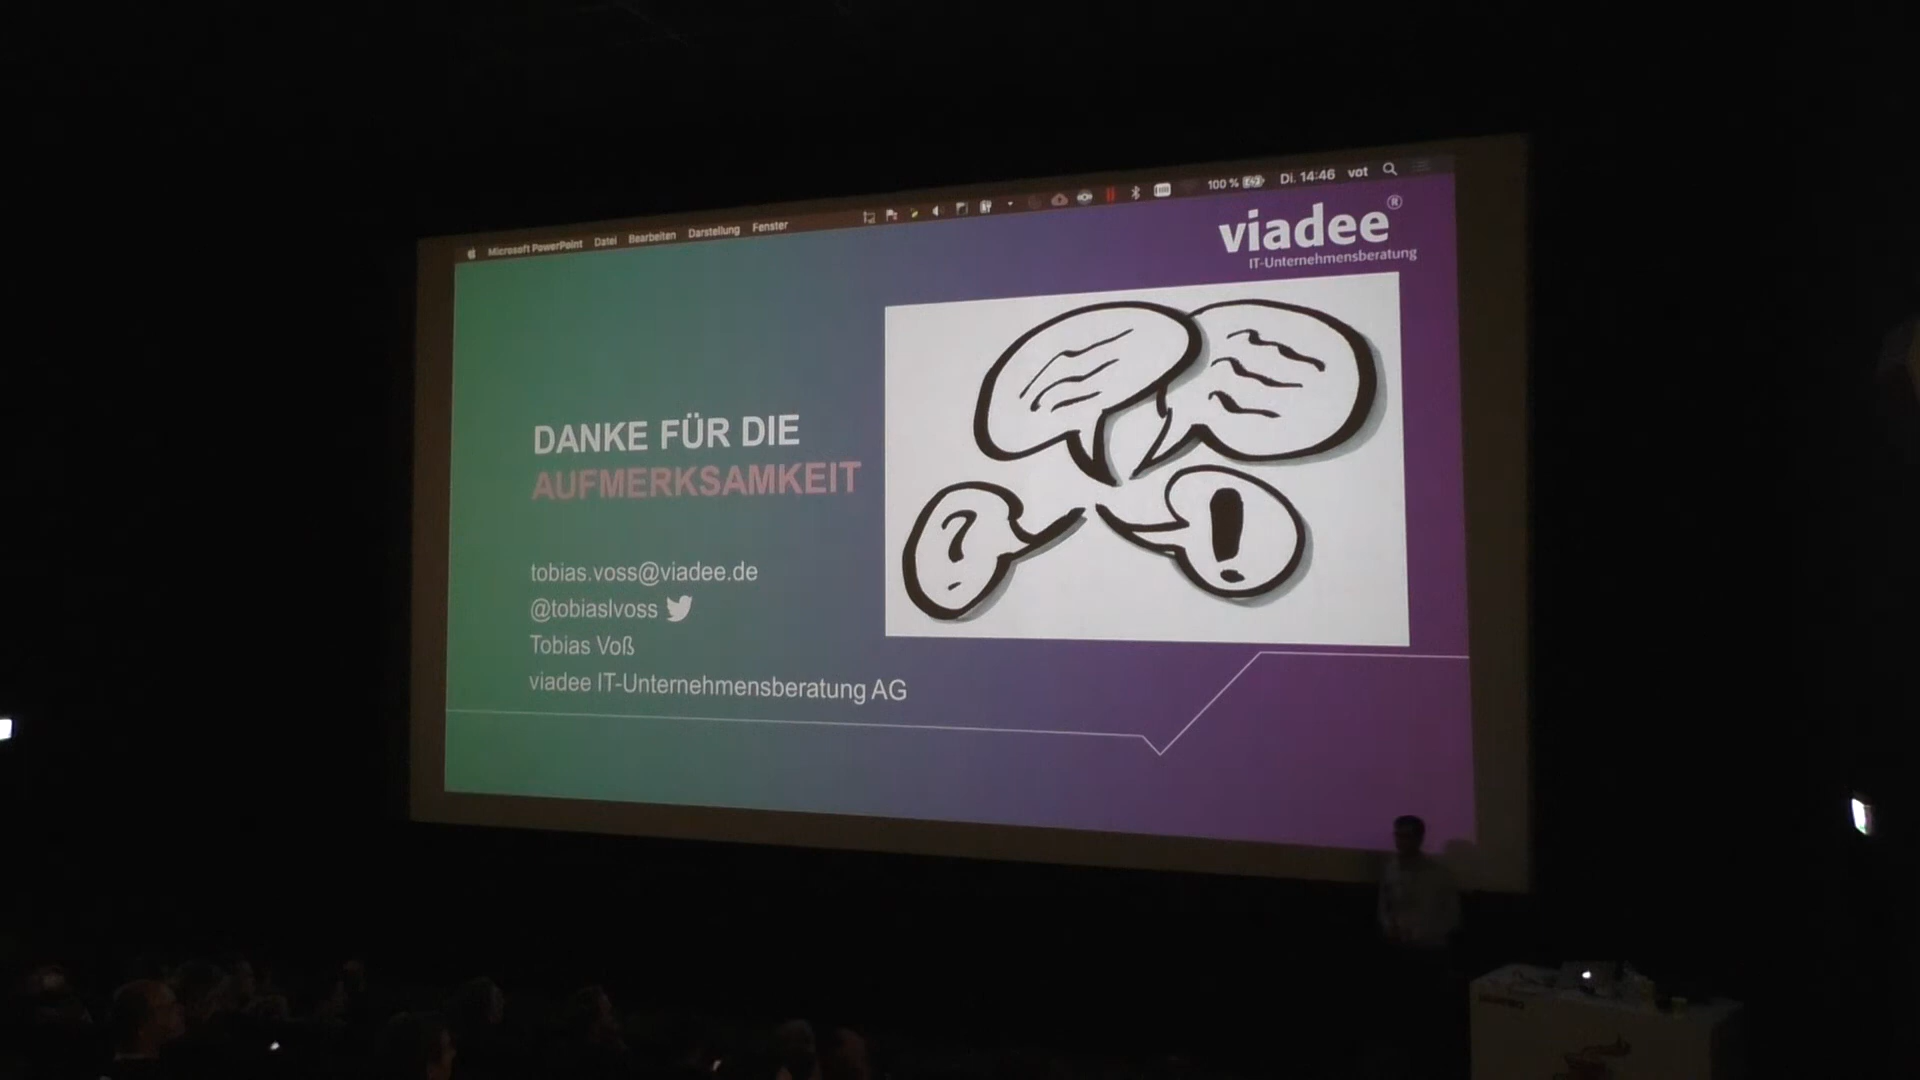 Microsoft PowerPoint Datei Bearbeiten Darstellung Fenster 100 % Di. 14:46 vot
viadee®
IT-Unternehmensberatung
DANKE FÜR DIE
AUFMERKSAMKEIT
?
!
tobias.voss@viadee.de
@tobiaslvoss
Tobias Voß
viadee IT-Unternehmensberatung AG